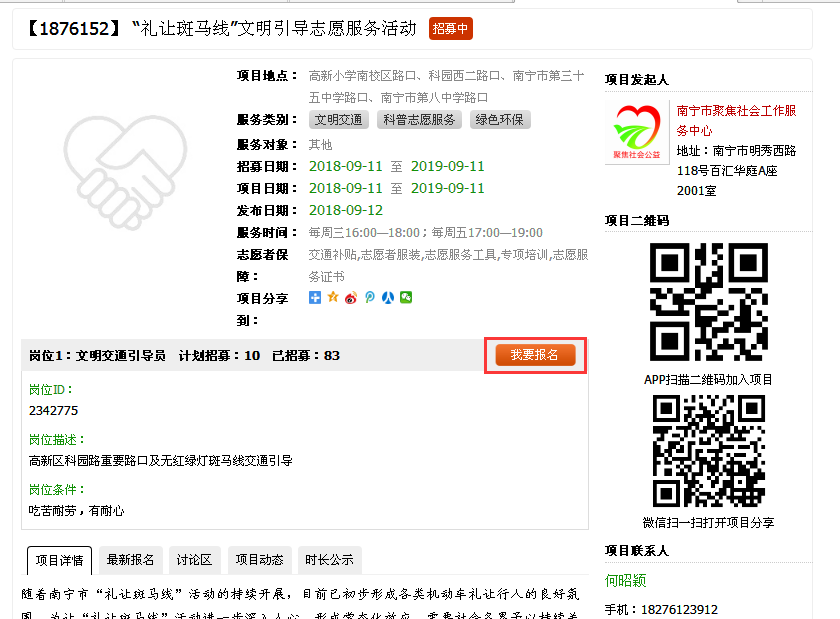 【1876152】“礼让斑马线”文明引导志愿服务活动 招募中
项目地点： 高新小学南校区路口、科园西二路口、南宁市第三十
五中学路口、南宁市第八中学路口
服务类别： 文明交通 科普志愿服务 绿色环保
服务对象： 其他
招募日期： 2018-09-11 至 2019-09-11
项目日期： 2018-09-11 至 2019-09-11
发布日期： 2018-09-12
服务时间： 每周三16:00—18:00；每周五17:00—19:00
志愿者保 交通补贴,志愿者服装,志愿服务工具,专项培训,志愿服
障： 务证书
项目分享
到：
岗位1：文明交通引导员 计划招募：10 已招募：83 我要报名
岗位ID：
2342775
岗位描述：
高新区科园路重要路口及无红绿灯斑马线交通引导
岗位条件：
吃苦耐劳，有耐心
项目详情 最新报名 讨论区 项目动态 时长公示
随着南宁市“礼让斑马线”活动的持续开展，目前已初步形成各类机动车礼让行人的良好氛
项目发起人
聚焦社会公益
南宁市聚焦社会工作服
务中心
地址：南宁市明秀西路
118号百汇华庭A座
2001室
项目二维码
APP扫描二维码加入项目
微信扫一扫打开项目分享
项目联系人
何昭颖
手机：18276123912